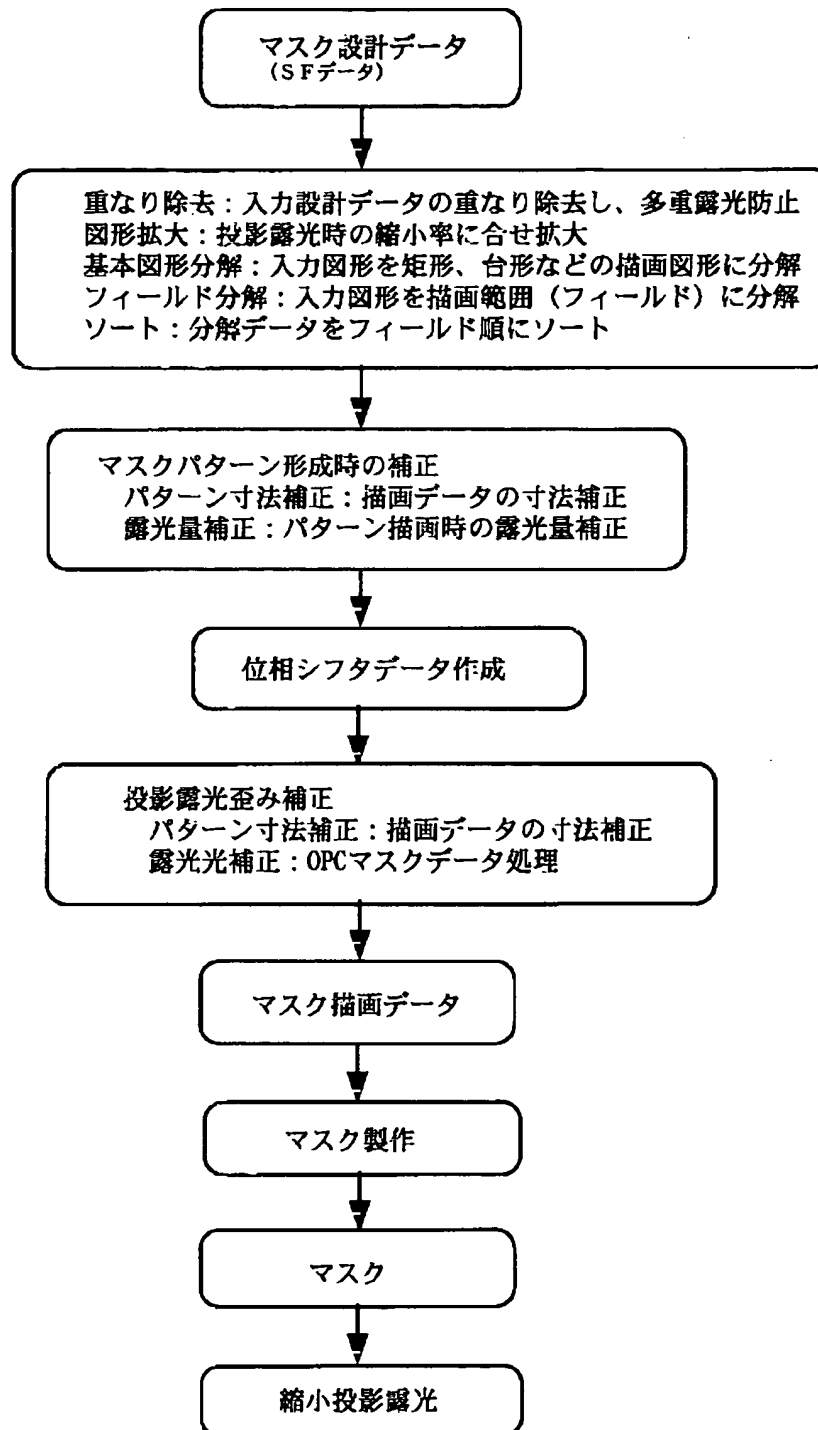 マスク設計データ
(SFデータ)
重なり除去：入力設計データの重なり除去し、多重露光防止
図形拡大：投影露光時の縮小率に合せ拡大
基本図形分解：入力図形を矩形、台形などの描画図形に分解
フィールド分解：入力図形を描画範囲（フィールド）に分解
ソート：分解データをフィールド順にソート
マスクパターン形成時の補正
パターン寸法補正：描画データの寸法補正
露光量補正：パターン描画時の露光量補正
位相シフタデータ作成
投影露光歪み補正
パターン寸法補正：描画データの寸法補正
露光光補正：OPCマスクデータ処理
マスク描画データ
マスク製作
マスク
縮小投影露光